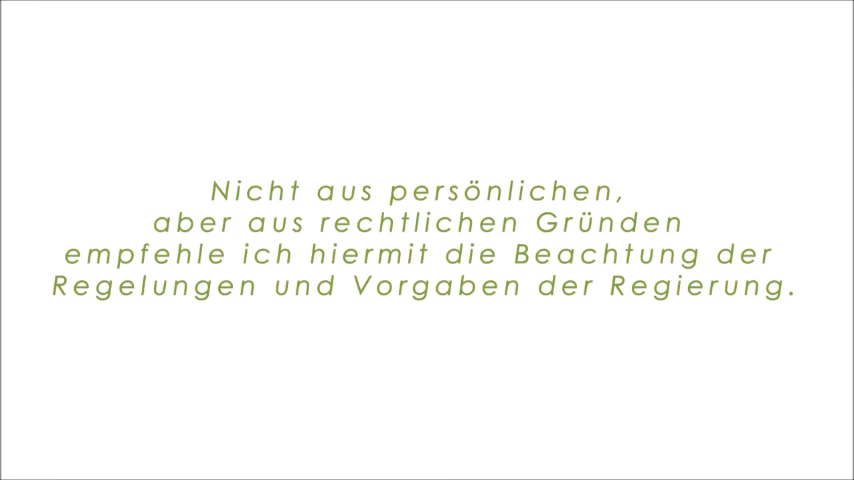 Nicht aus persönlichen,
aber aus rechtlichen Gründen
empfehle ich hiermit die Beachtung der
Regelungen und Vorgaben der Regierung.